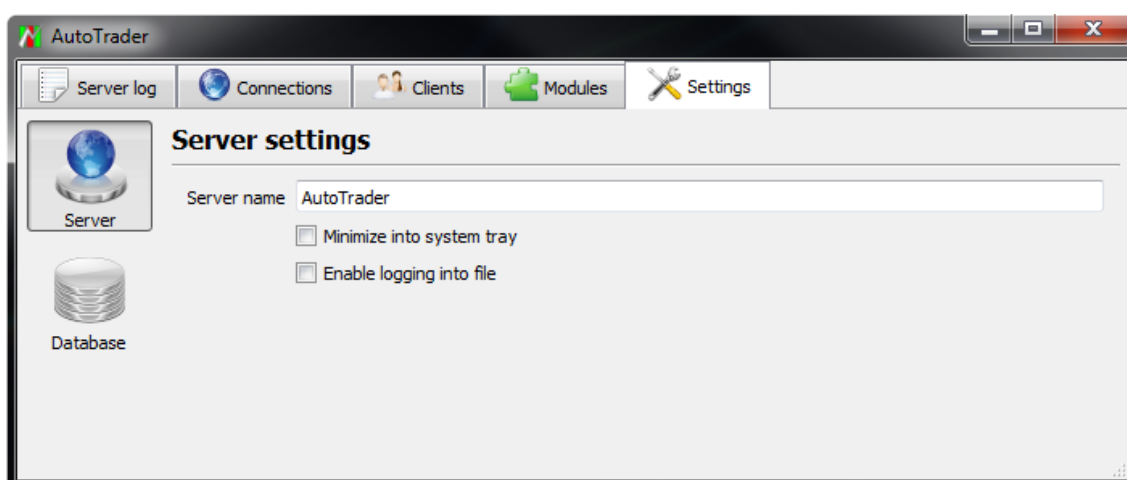 AutoTrader
Server log Connections Clients Modules Settings
Server settings
Server
Server name AutoTrader
Minimize into system tray
Enable logging into file
Database